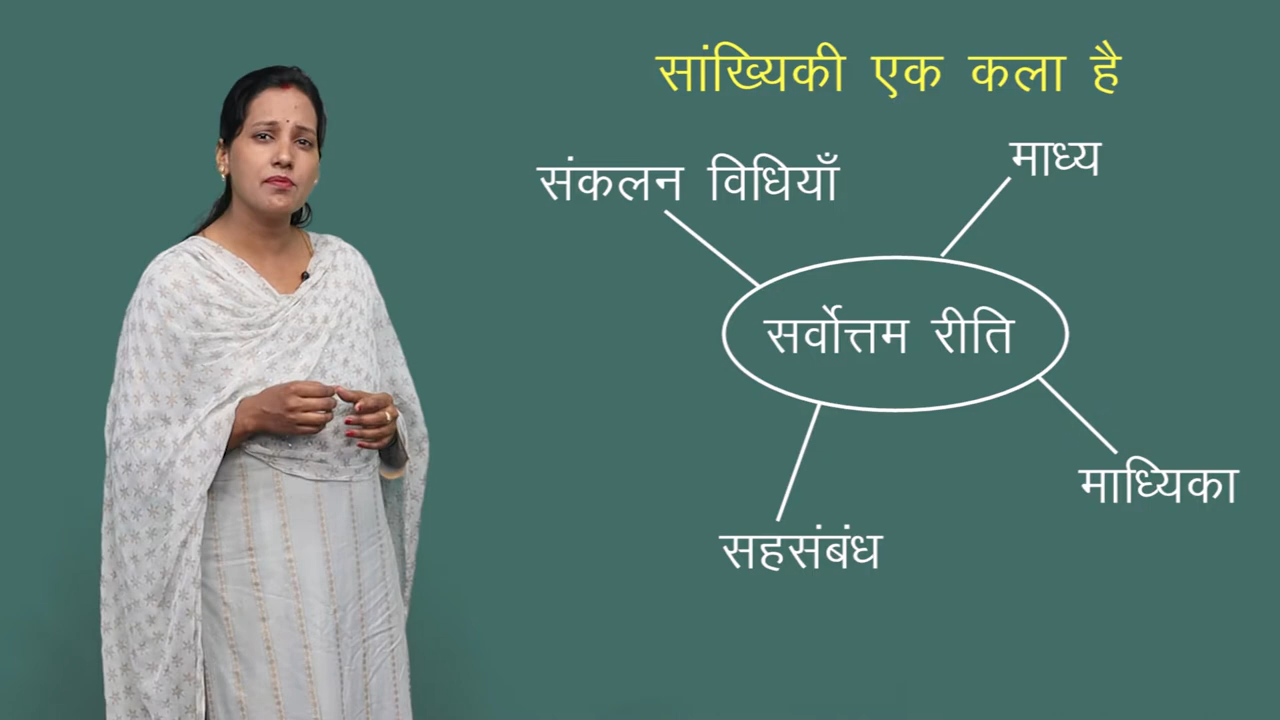 सांख्यिकी एक कला है
माध्य
संकलन विधियाँ
सर्वोत्तम रीति
माध्यिका
सहसंबंध